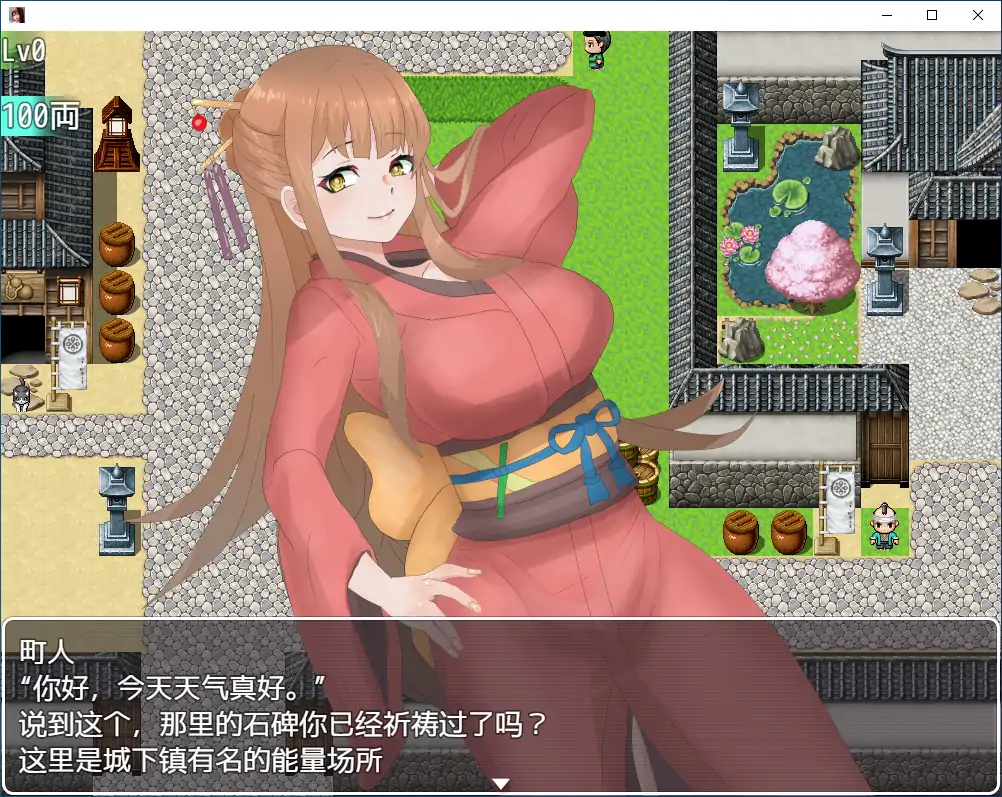 Lv0
100両
町人
“你好，今天天气真好。”
说到这个，那里的石碑你已经祈祷过了吗？
这里是城下镇有名的能量场所